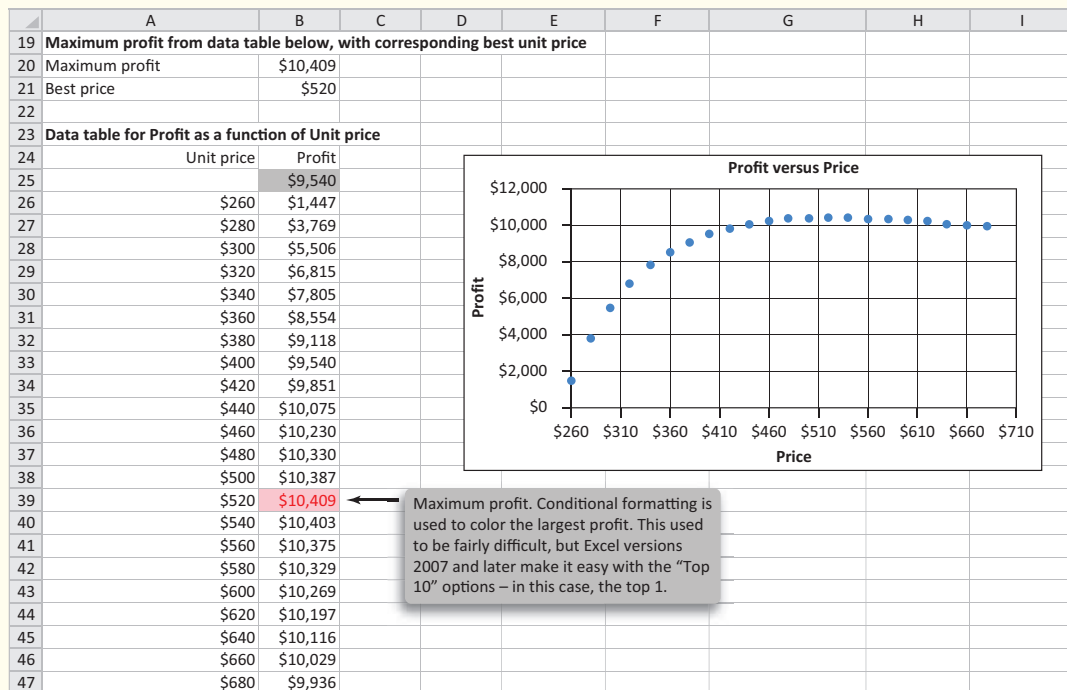 A B C D E F G H I
19 Maximum profit from data table below, with corresponding best unit price
20 Maximum profit $10,409
21 Best price $520
22
23 Data table for Profit as a function of Unit price
24 Unit price Profit
25 $9,540
26 $260 $1,447
27 $280 $3,769
28 $300 $5,506
29 $320 $6,815
30 $340 $7,805
31 $360 $8,554
32 $380 $9,118
33 $400 $9,540
34 $420 $9,851
35 $440 $10,075
36 $460 $10,230
37 $480 $10,330
38 $500 $10,387
39 $520 $10,409
40 $540 $10,403
41 $560 $10,375
42 $580 $10,329
43 $600 $10,269
44 $620 $10,197
45 $640 $10,116
46 $660 $10,029
47 $680 $9,936
Profit versus Price
$12,000
$10,000
$8,000
$6,000
$4,000
$2,000
$0
Profit
$260 $310 $360 $410 $460 $510 $560 $610 $660 $710
Price
Maximum profit. Conditional formatting is
used to color the largest profit. This used
to be fairly difficult, but Excel versions
2007 and later make it easy with the “Top
10” options – in this case, the top 1.